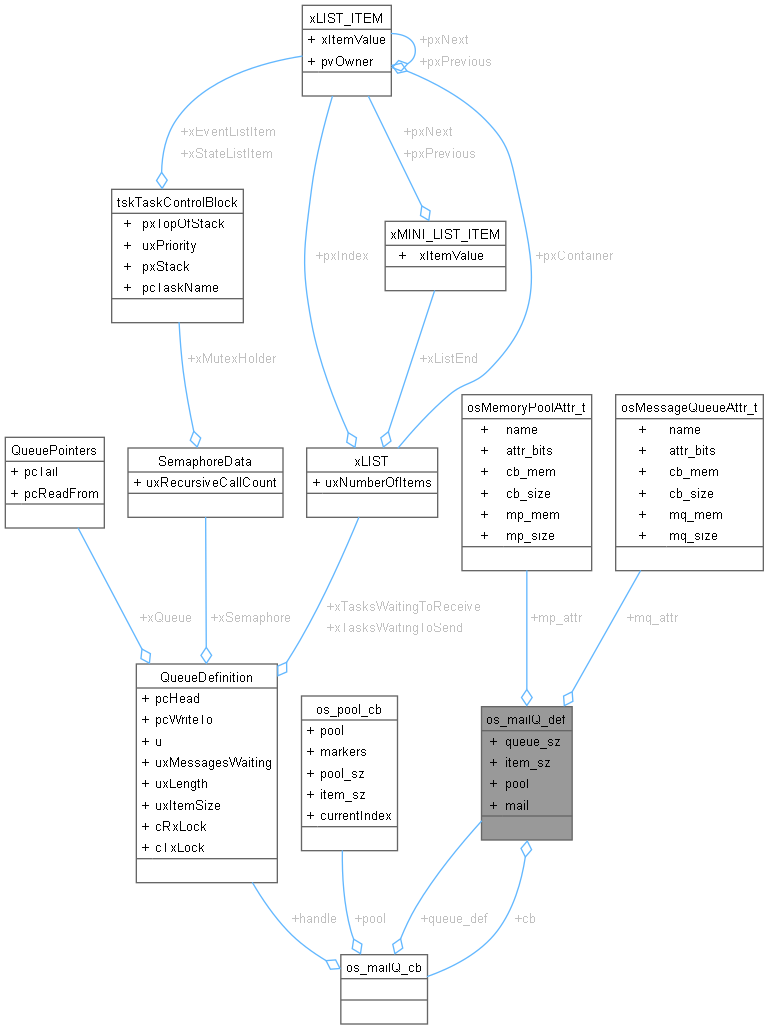 xLIST_ITEM
+ xItemValue
+ pvOwner
+pxNext
+pxPrevious
+xEventListItem
+xStateListItem
+pxNext
+pxPrevious
tskTaskControlBlock
+ pxTopOfStack
+ uxPriority
+ pxStack
+ pcTaskName
xMINI_LIST_ITEM
+ xItemValue
+pxIndex
+pxContainer
+xMutexHolder
+xListEnd
osMemoryPoolAttr_t
+ name
+ attr_bits
+ cb_mem
+ cb_size
+ mp_mem
+ mp_size
osMessageQueueAttr_t
+ name
+ attr_bits
+ cb_mem
+ cb_size
+ mq_mem
+ mq_size
QueuePointers
+ pcTail
+ pcReadFrom
SemaphoreData
+ uxRecursiveCallCount
xLIST
+ uxNumberOfItems
+xQueue
+xSemaphore
+xTasksWaitingToReceive
+xTasksWaitingToSend
+mp_attr
+mq_attr
QueueDefinition
+ pcHead
+ pcWriteTo
+ u
+ uxMessagesWaiting
+ uxLength
+ uxItemSize
+ cRxLock
+ cTxLock
os_pool_cb
+ pool
+ markers
+ pool_sz
+ item_sz
+ currentIndex
os_mailQ_def
+ queue_sz
+ item_sz
+ pool
+ mail
+handle
+pool
+queue_def
+cb
os_mailQ_cb